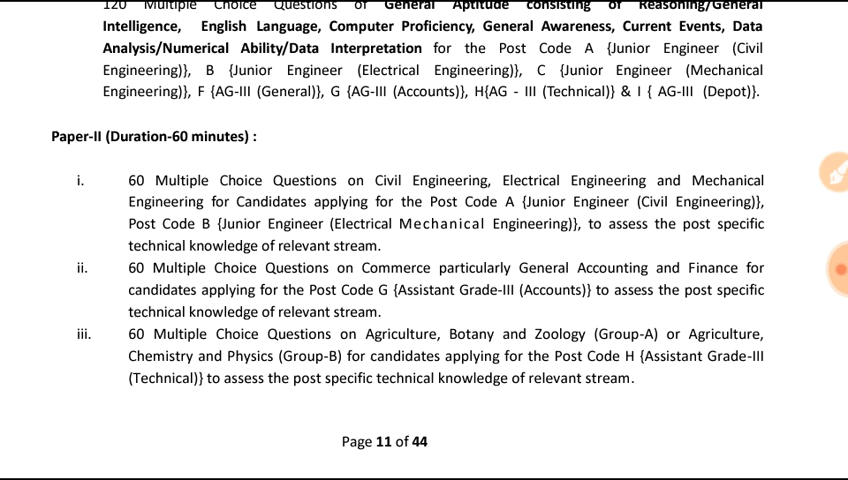 120 Multiple Choice Questions of General Aptitude consisting of Reasoning/General
Intelligence, English Language, Computer Proficiency, General Awareness, Current Events, Data
Analysis/Numerical Ability/Data Interpretation for the Post Code A {Junior Engineer (Civil
Engineering)}, B {Junior Engineer (Electrical Engineering)}, C {Junior Engineer (Mechanical
Engineering)}, F {AG-III (General)}, G {AG-III (Accounts)}, H{AG - III (Technical)} & I { AG-III (Depot)}.
Paper-II (Duration-60 minutes) :
i. 60 Multiple Choice Questions on Civil Engineering, Electrical Engineering and Mechanical
Engineering for Candidates applying for the Post Code A {Junior Engineer (Civil Engineering)},
Post Code B {Junior Engineer (Electrical Mechanical Engineering)}, to assess the post specific
technical knowledge of relevant stream.
ii. 60 Multiple Choice Questions on Commerce particularly General Accounting and Finance for
candidates applying for the Post Code G {Assistant Grade-III (Accounts)} to assess the post specific
technical knowledge of relevant stream.
iii. 60 Multiple Choice Questions on Agriculture, Botany and Zoology (Group-A) or Agriculture,
Chemistry and Physics (Group-B) for candidates applying for the Post Code H {Assistant Grade-III
(Technical)} to assess the post specific technical knowledge of relevant stream.
Page 11 of 44